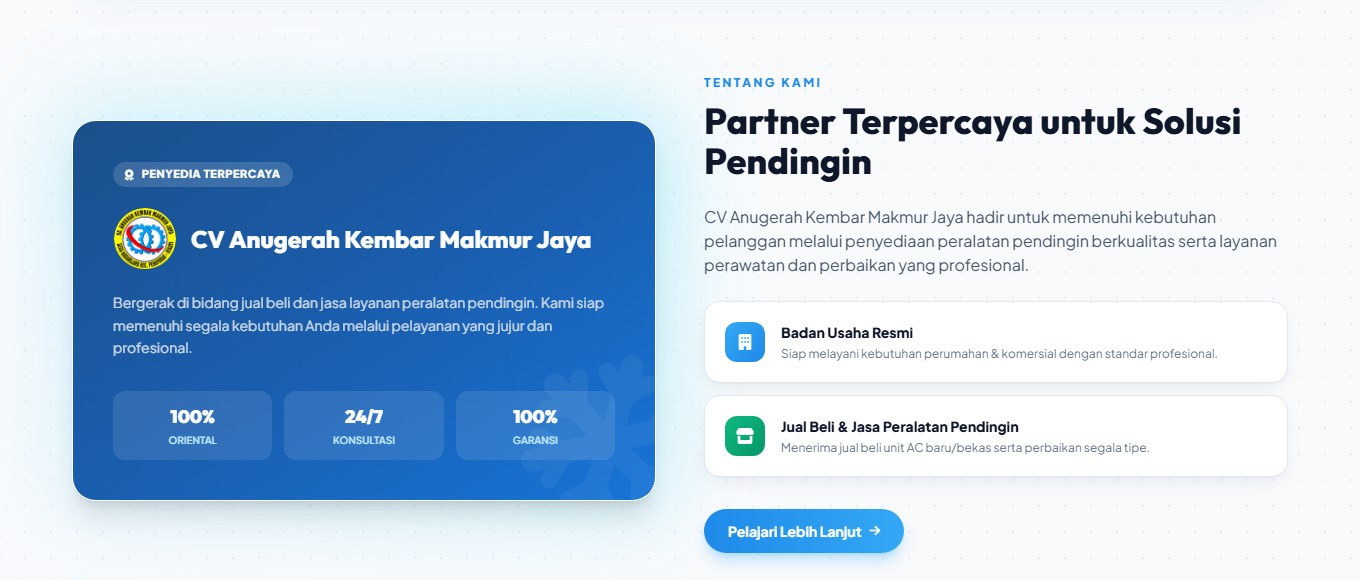 PENYEDIA TERPERCAYA
CV Anugerah Kembar Makmur Jaya
Bergerak di bidang jual beli dan jasa layanan peralatan pendingin. Kami siap
memenuhi segala kebutuhan Anda melalui pelayanan yang jujur dan
profesional.
100%
ORIENTAL
24/7
KONSULTASI
100%
GARANSI
TENTANG KAMI
Partner Terpercaya untuk Solusi
Pendingin
CV Anugerah Kembar Makmur Jaya hadir untuk memenuhi kebutuhan
pelanggan melalui penyediaan peralatan pendingin berkualitas serta layanan
perawatan dan perbaikan yang profesional.
Badan Usaha Resmi
Siap melayani kebutuhan perumahan & komersial dengan standar profesional.
Jual Beli & Jasa Peralatan Pendingin
Menerima jual beli unit AC baru/bekas serta perbaikan segala tipe.
Pelajari Lebih Lanjut